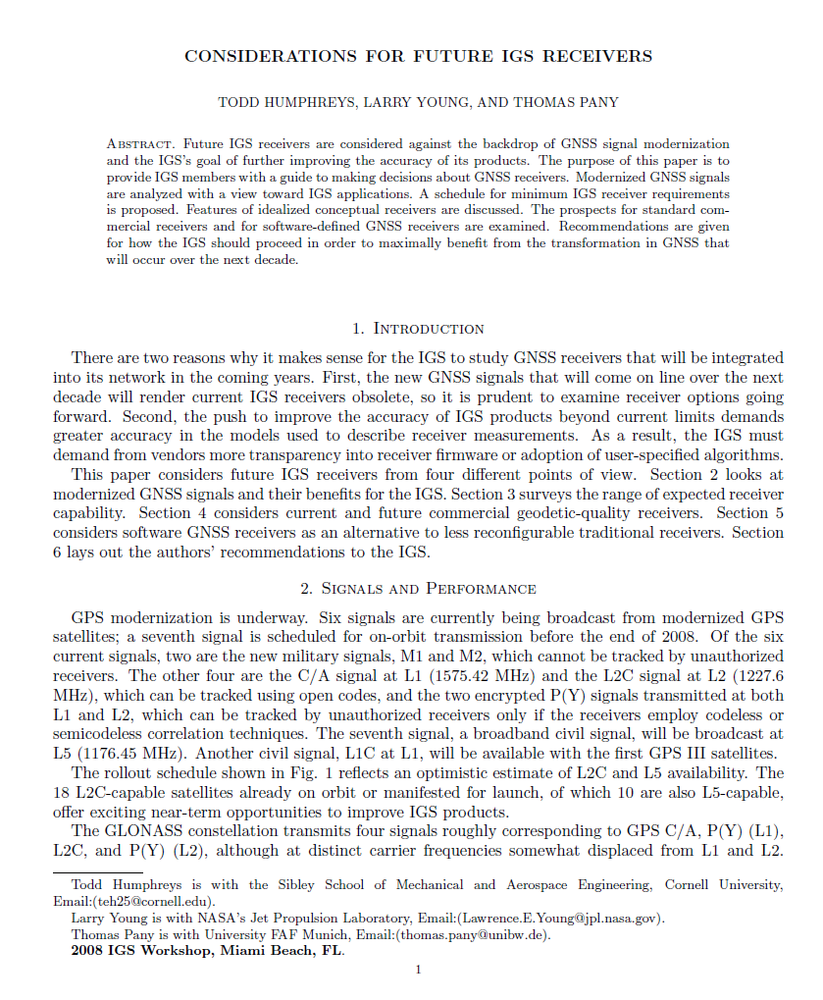 CONSIDERATIONS FOR FUTURE IGS RECEIVERS
TODD HUMPHREYS, LARRY YOUNG, AND THOMAS PANY
Abstract. Future IGS receivers are considered against the backdrop of GNSS signal modernization
and the IGS's goal of further improving the accuracy of its products. The purpose of this paper is to
provide IGS members with a guide to making decisions about GNSS receivers. Modernized GNSS signals
are analyzed with a view toward IGS applications. A schedule for minimum IGS receiver requirements
is proposed. Features of idealized conceptual receivers are discussed. The prospects for standard com-
mercial receivers and for software-defined GNSS receivers are examined. Recommendations are given
for how the IGS should proceed in order to maximally benefit from the transformation in GNSS that
will occur over the next decade.
1. Introduction
There are two reasons why it makes sense for the IGS to study GNSS receivers that will be integrated
into its network in the coming years. First, the new GNSS signals that will come on line over the next
decade will render current IGS receivers obsolete, so it is prudent to examine receiver options going
forward. Second, the push to improve the accuracy of IGS products beyond current limits demands
greater accuracy in the models used to describe receiver measurements. As a result, the IGS must
demand from vendors more transparency into receiver firmware or adoption of user-specified algorithms.
This paper considers future IGS receivers from four different points of view. Section 2 looks at
modernized GNSS signals and their benefits for the IGS. Section 3 surveys the range of expected receiver
capability. Section 4 considers current and future commercial geodetic-quality receivers. Section 5
considers software GNSS receivers as an alternative to less reconfigurable traditional receivers. Section
6 lays out the authors' recommendations to the IGS.
2. Signals and Performance
GPS modernization is underway. Six signals are currently being broadcast from modernized GPS
satellites; a seventh signal is scheduled for on-orbit transmission before the end of 2008. Of the six
current signals, two are the new military signals, M1 and M2, which cannot be tracked by unauthorized
receivers. The other four are the C/A signal at L1 (1575.42 MHz) and the L2C signal at L2 (1227.6
MHz), which can be tracked using open codes, and the two encrypted P(Y) signals transmitted at both
L1 and L2, which can be tracked by unauthorized receivers only if the receivers employ codeless or
semicodeless correlation techniques. The seventh signal, a broadband civil signal, will be broadcast at
L5 (1176.45 MHz). Another civil signal, L1C at L1, will be available with the first GPS III satellites.
The rollout schedule shown in Fig. 1 reflects an optimistic estimate of L2C and L5 availability. The
18 L2C-capable satellites already on orbit or manifested for launch, of which 10 are also L5-capable,
offer exciting near-term opportunities to improve IGS products.
The GLONASS constellation transmits four signals roughly corresponding to GPS C/A, P(Y) (L1),
L2C, and P(Y) (L2), although at distinct carrier frequencies somewhat displaced from L1 and L2.
Todd Humphreys is with the Sibley School of Mechanical and Aerospace Engineering, Cornell University,
Email:(teh25@cornell.edu).
Larry Young is with NASA's Jet Propulsion Laboratory, Email:(Lawrence.E.Young@jpl.nasa.gov).
Thomas Pany is with University FAF Munich, Email:(thomas.pany@unibw.de).
2008 IGS Workshop, Miami Beach, FL.
1